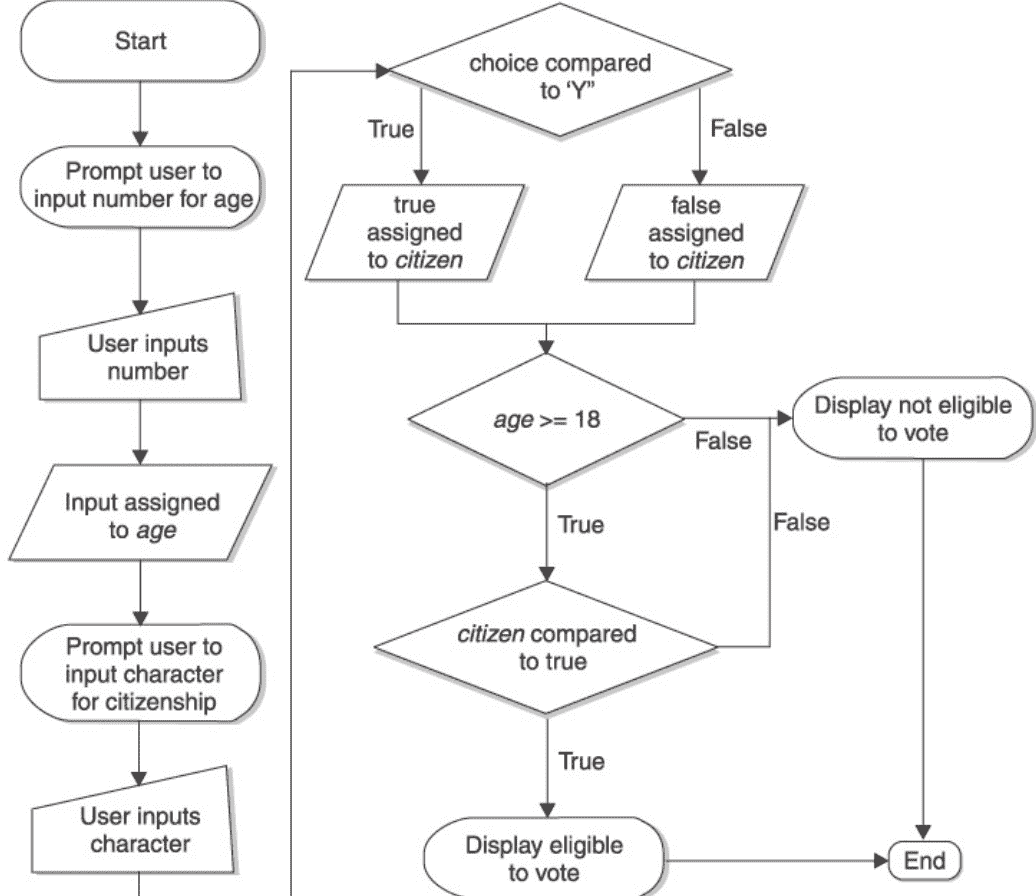 Start
Prompt user to
input number for age
User inputs
number
Input assigned
to age
Prompt user to
input character
for citizenship
User inputs
character
choice compared
to ‘Y”
True
False
true
assigned
to citizen
false
assigned
to citizen
age >= 18
False
Display not eligible
to vote
True
False
citizen compared
to true
True
Display eligible
to vote
End